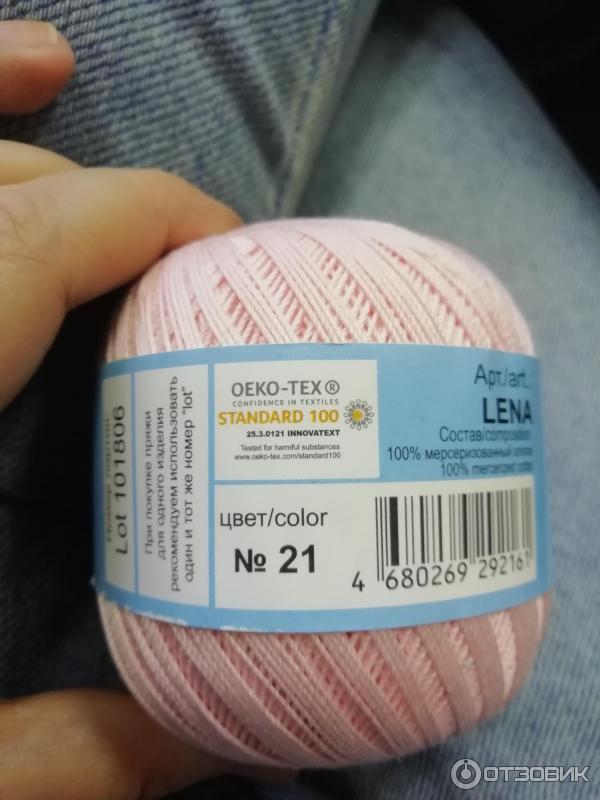 Номер партии:
Lot 101806
При покупке пряжи
для одного изделия
рекомендуем использовать
один и тот же номер "lot"
OEKO-TEX®
CONFIDENCE IN TEXTILES
STANDARD 100
25.3.0121 INNOVATEXT
Tested for harmful substances
www.oeko-tex.com/standard100
цвет/color
№ 21
Арт./art.
LENA
Состав/composition
100% мерсеризованный хлопок
100% mercerized cotton
4 680269 292161
ОТЗОВИК